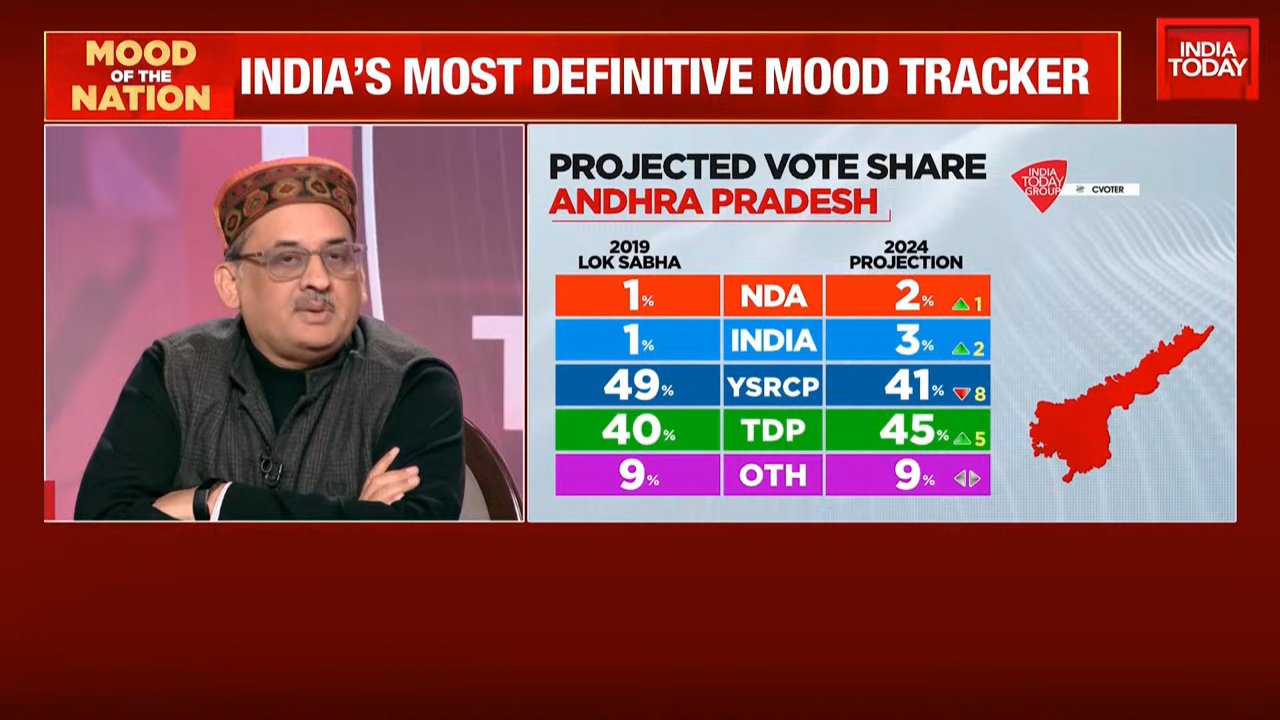 MOOD
OF THE
NATION
INDIA'S MOST DEFINITIVE MOOD TRACKER
INDIA
TODAY
PROJECTED VOTE SHARE
ANDHRA PRADESH
INDIA
TODAY
GROUP
CVOTER
2019
LOK SABHA
2024
PROJECTION
1% NDA 2% 1
1% INDIA 3% 2
49% YSRCP 41% 8
40% TDP 45% 5
9% OTH 9%
T